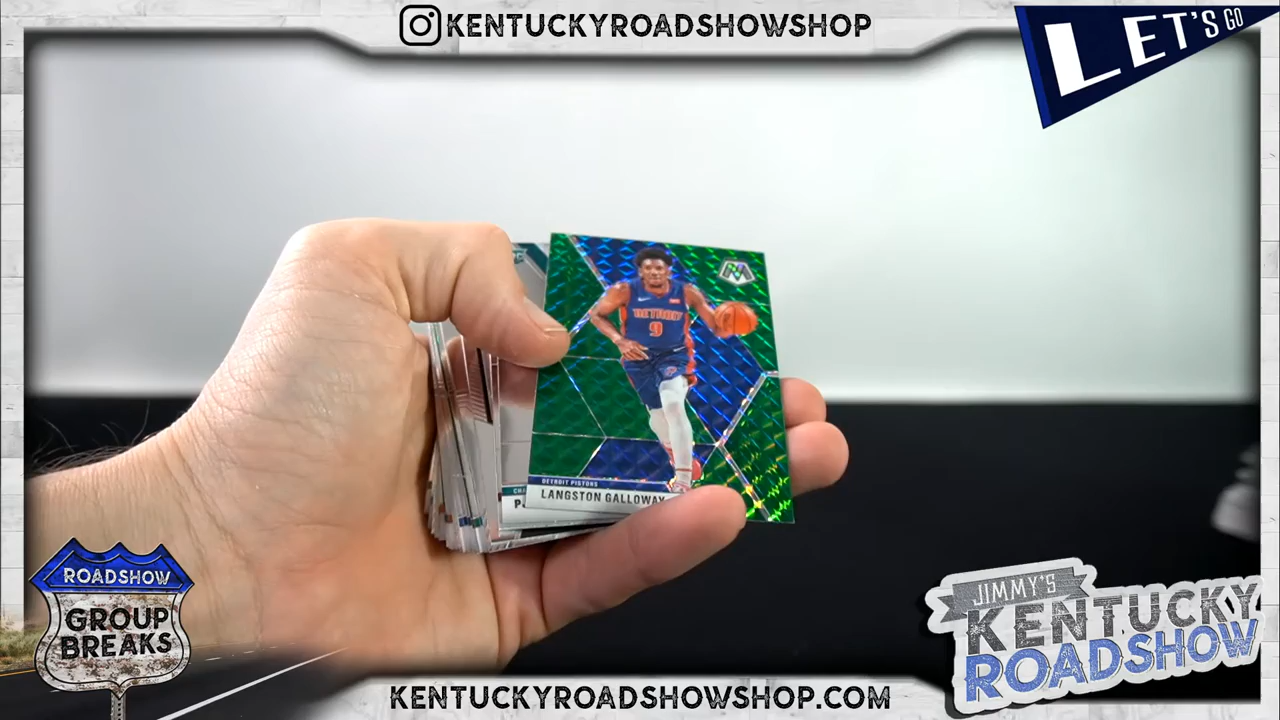 KENTUCKYROADSHOWSHOP
LET'S GO
DETROIT
9
DETROIT PISTONS
LANGSTON GALLOWAY
ROADSHOW
GROUP
BREAKS
JIMMY'S
KENTUCKY
ROADSHOW
KENTUCKYROADSHOWSHOP.COM